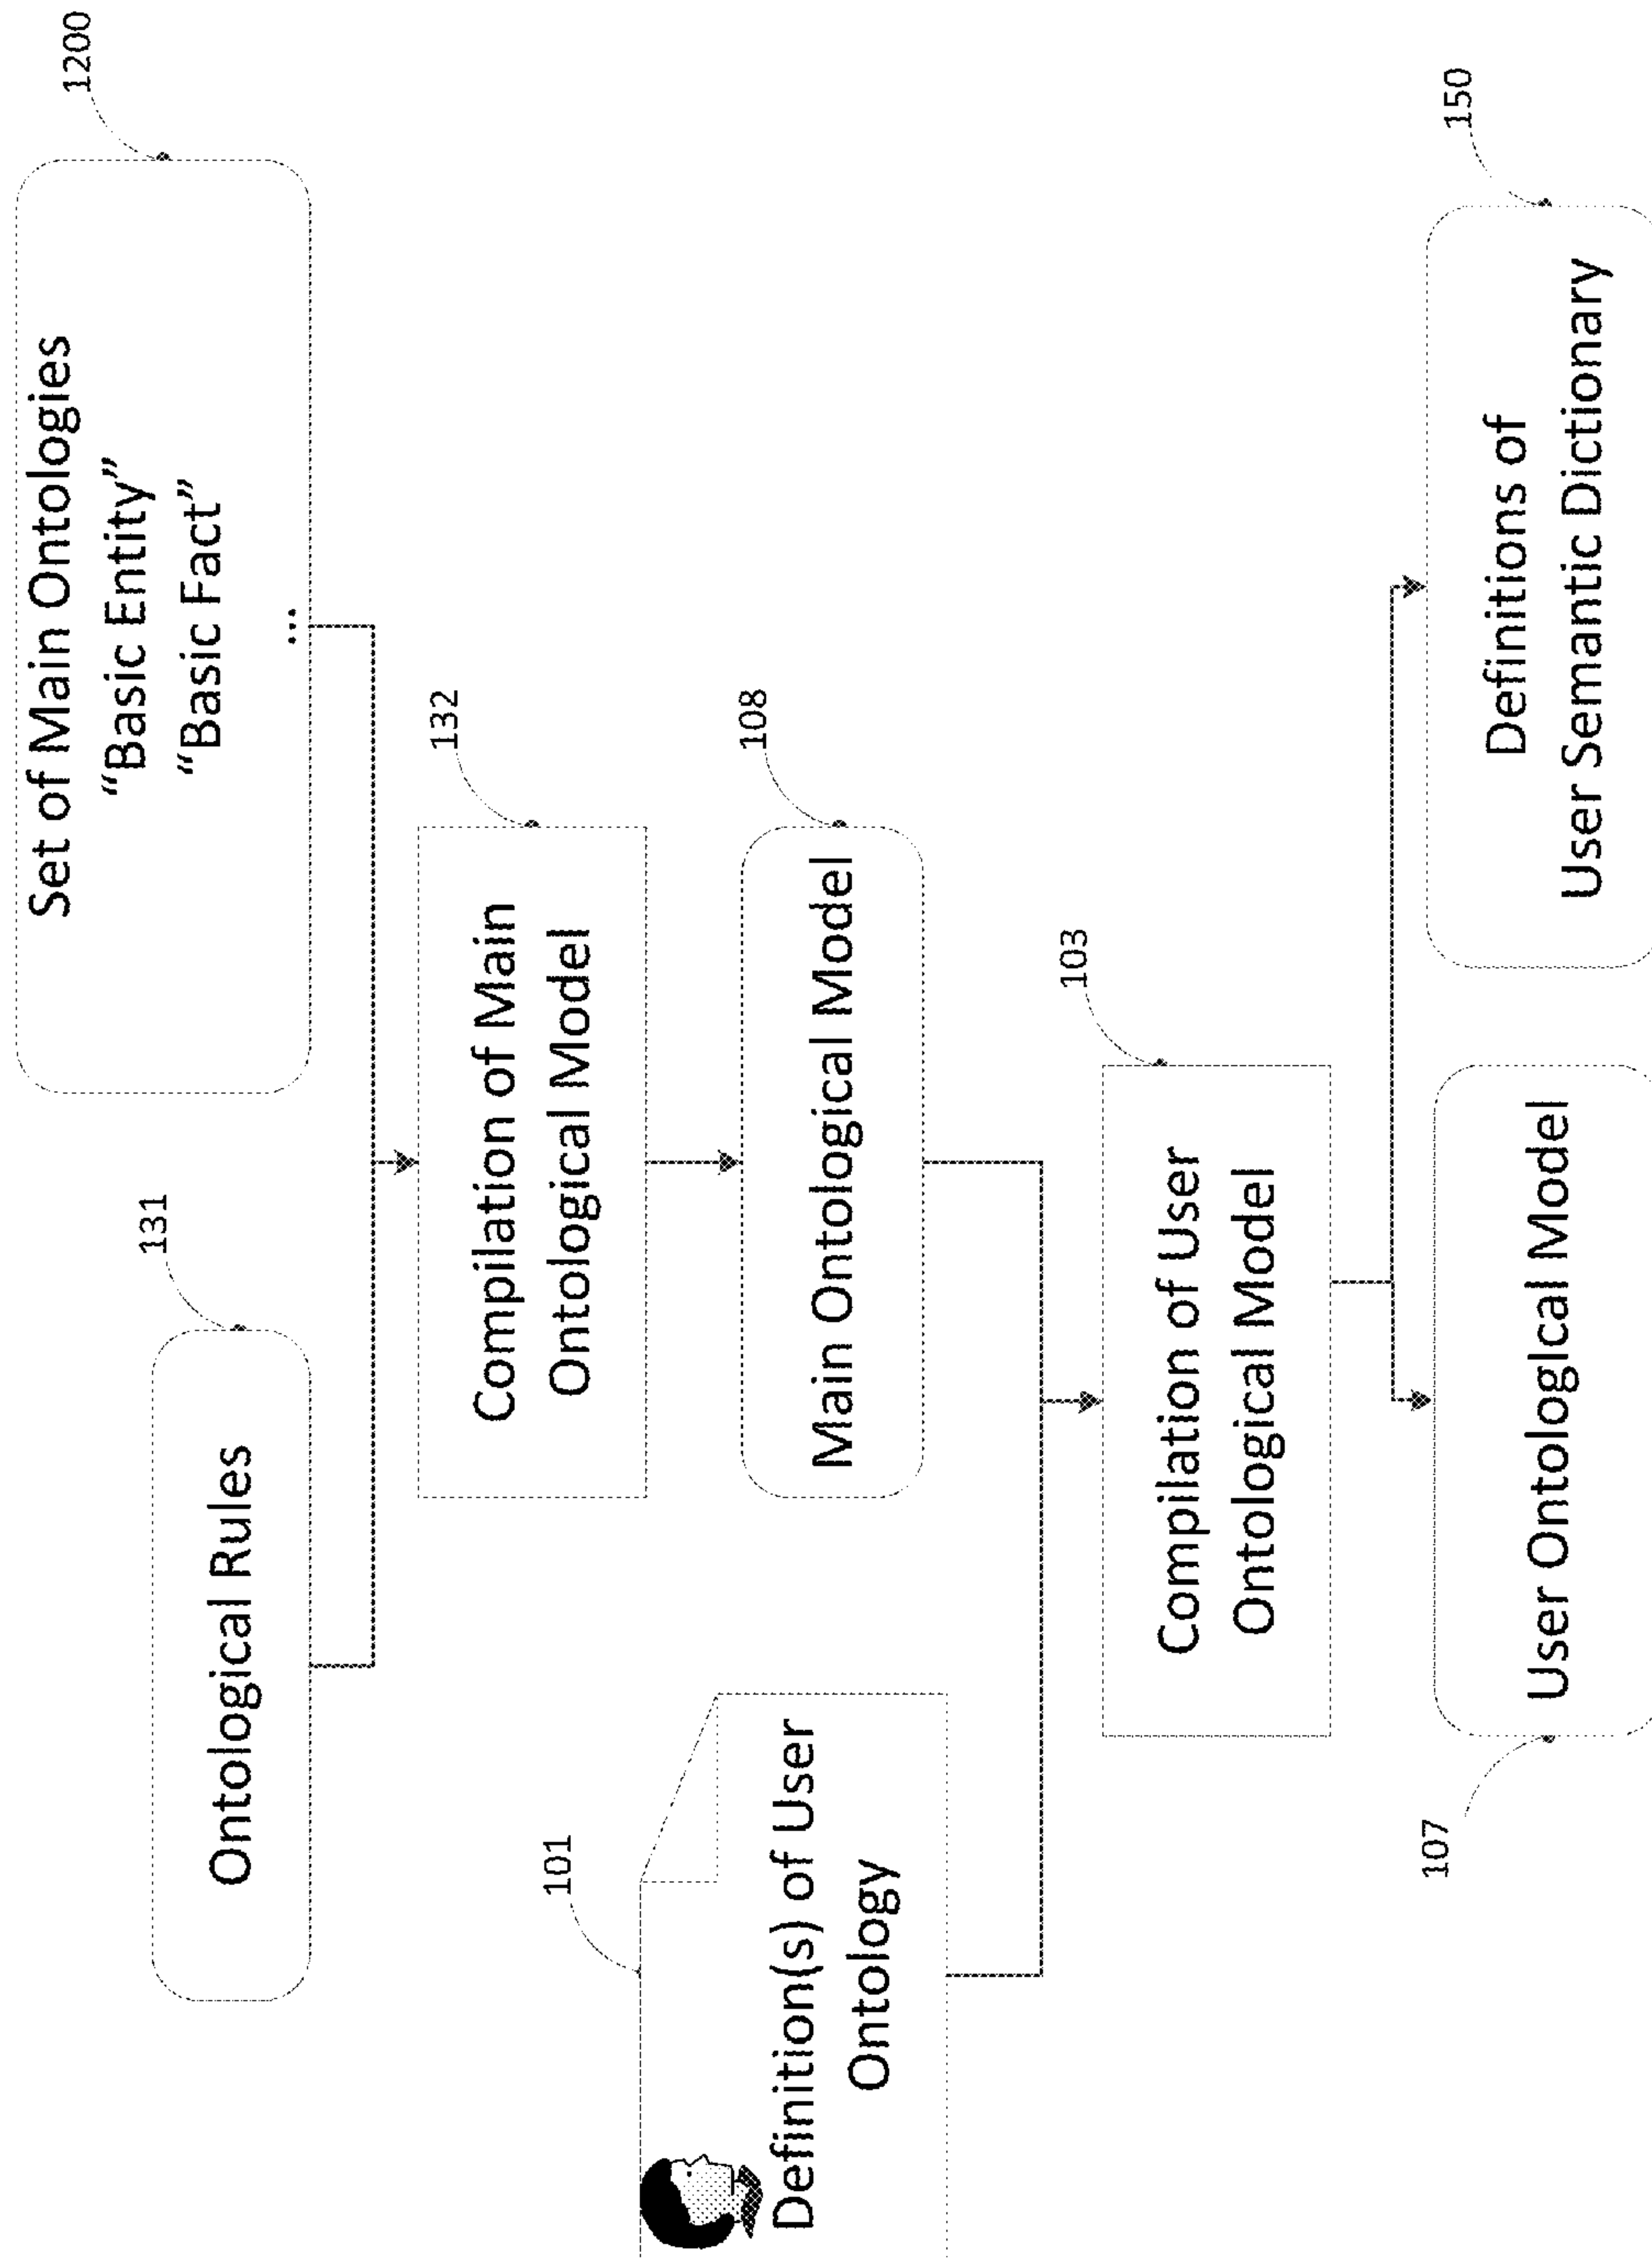 1200
Set of Main Ontologies
“Basic Entity”
“Basic Fact”
...
131
Ontological Rules
132
Compilation of Main
Ontological Model
101
Definition(s) of User
Ontology
108
Main Ontological Model
103
Compilation of User
Ontological Model
107
User Ontological Model
150
Definitions of
User Semantic Dictionary